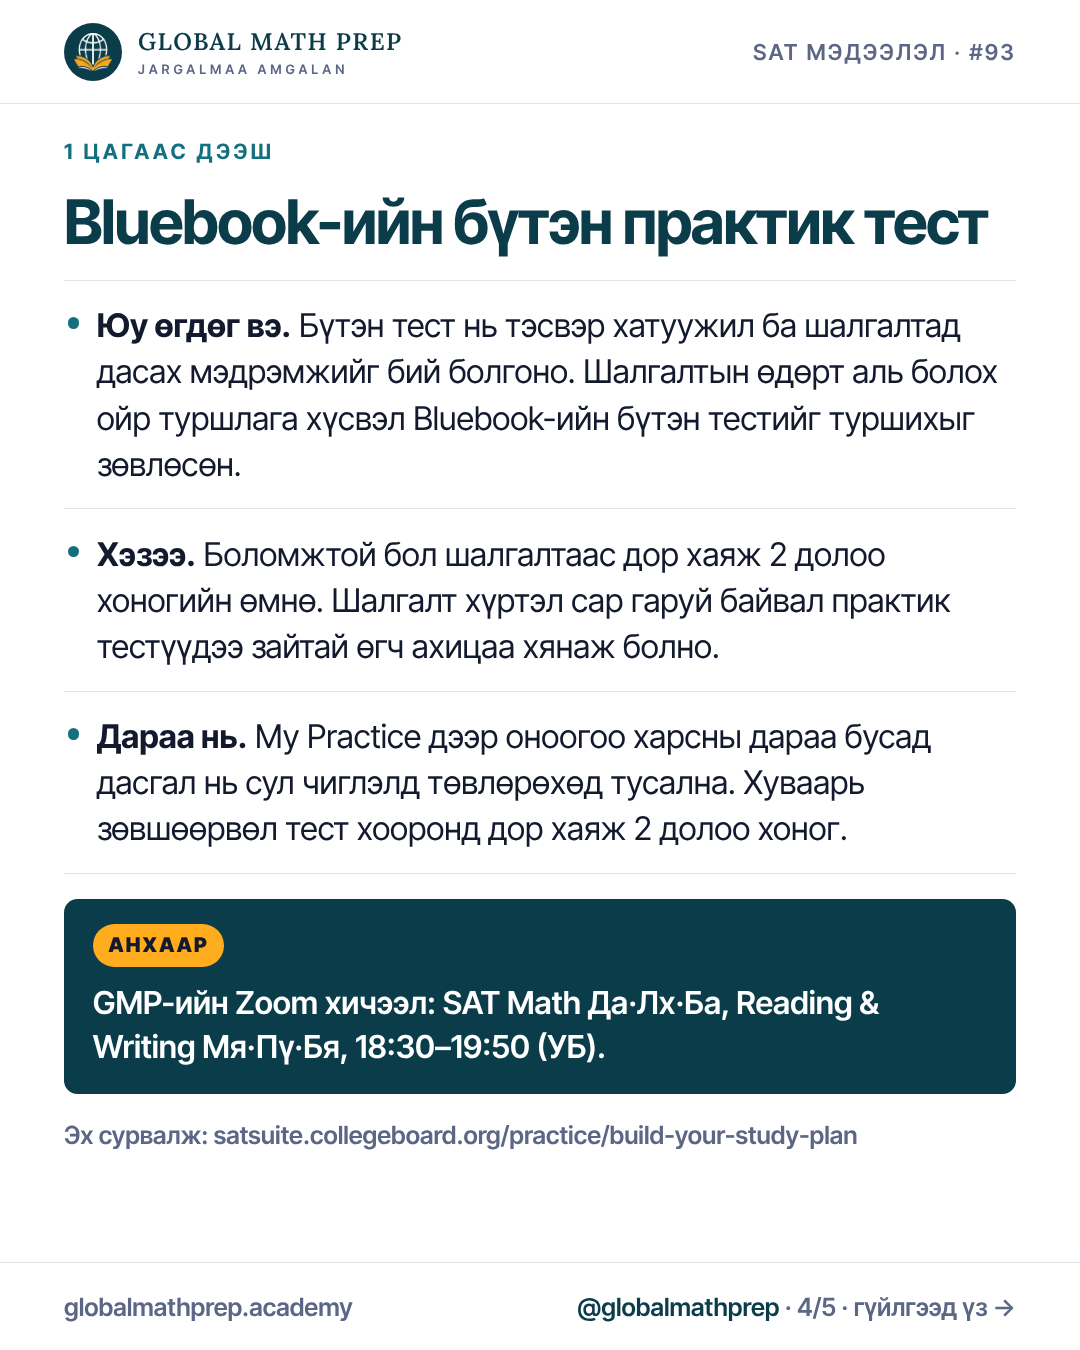 GLOBAL MATH PREP
JARGALMAA AMGALAN
SAT МЭДЭЭЛЭЛ · #93
1 ЦАГААС ДЭЭШ
Bluebook-ийн бүтэн практик тест
• Юу өгдөг вэ. Бүтэн тест нь тэсвэр хатуужил ба шалгалтад
дасах мэдрэмжийг бий болгоно. Шалгалтын өдөрт аль болох
ойр туршлага хүсвэл Bluebook-ийн бүтэн тестийг туршихыг
зөвлөсөн.
• Хэзээ. Боломжтой бол шалгалтаас дор хаяж 2 долоо
хоногийн өмнө. Шалгалт хүртэл сар гаруй байвал практик
тестүүдээ зайтай өгч ахицаа хянаж болно.
• Дараа нь. My Practice дээр оноогоо харсны дараа бусад
дасгал нь сул чиглэлд төвлөрөхөд тусална. Хуваарь
зөвшөөрвөл тест хооронд дор хаяж 2 долоо хоног.
АНХААР
GMP-ийн Zoom хичээл: SAT Math Да·Лх·Ба, Reading &
Writing Мя·Пү·Бя, 18:30–19:50 (УБ).
Эх сурвалж: satsuite.collegeboard.org/practice/build-your-study-plan
globalmathprep.academy
@globalmathprep · 4/5 · гүйлгээд үз →